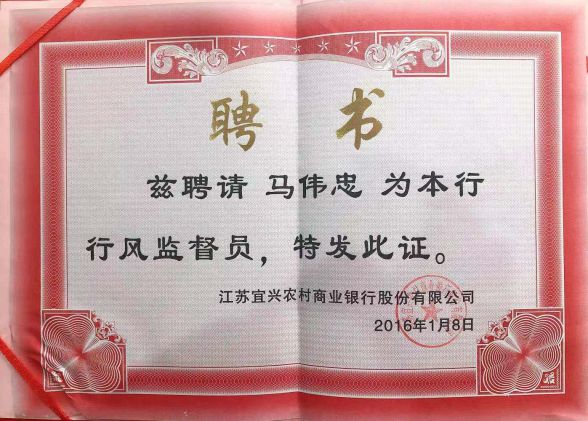 聘 书
兹聘请 马伟忠 为本行
行风监督员，特发此证。
江苏宜兴农村商业银行股份有限公司
2016年1月8日